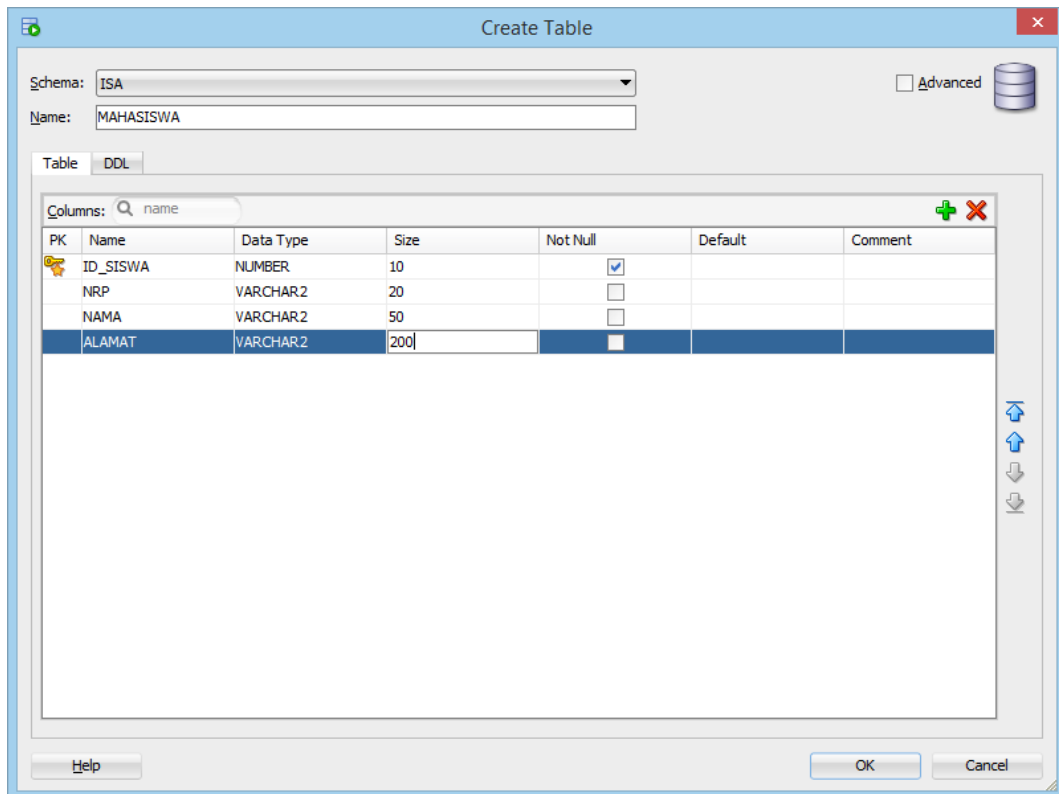 Create Table
Schema: ISA Advanced
Name: MAHASISWA
Table DDL
Columns: name
PK Name Data Type Size Not Null Default Comment
ID_SISWA NUMBER 10
NRP VARCHAR2 20
NAMA VARCHAR2 50
ALAMAT VARCHAR2 200
Help OK Cancel